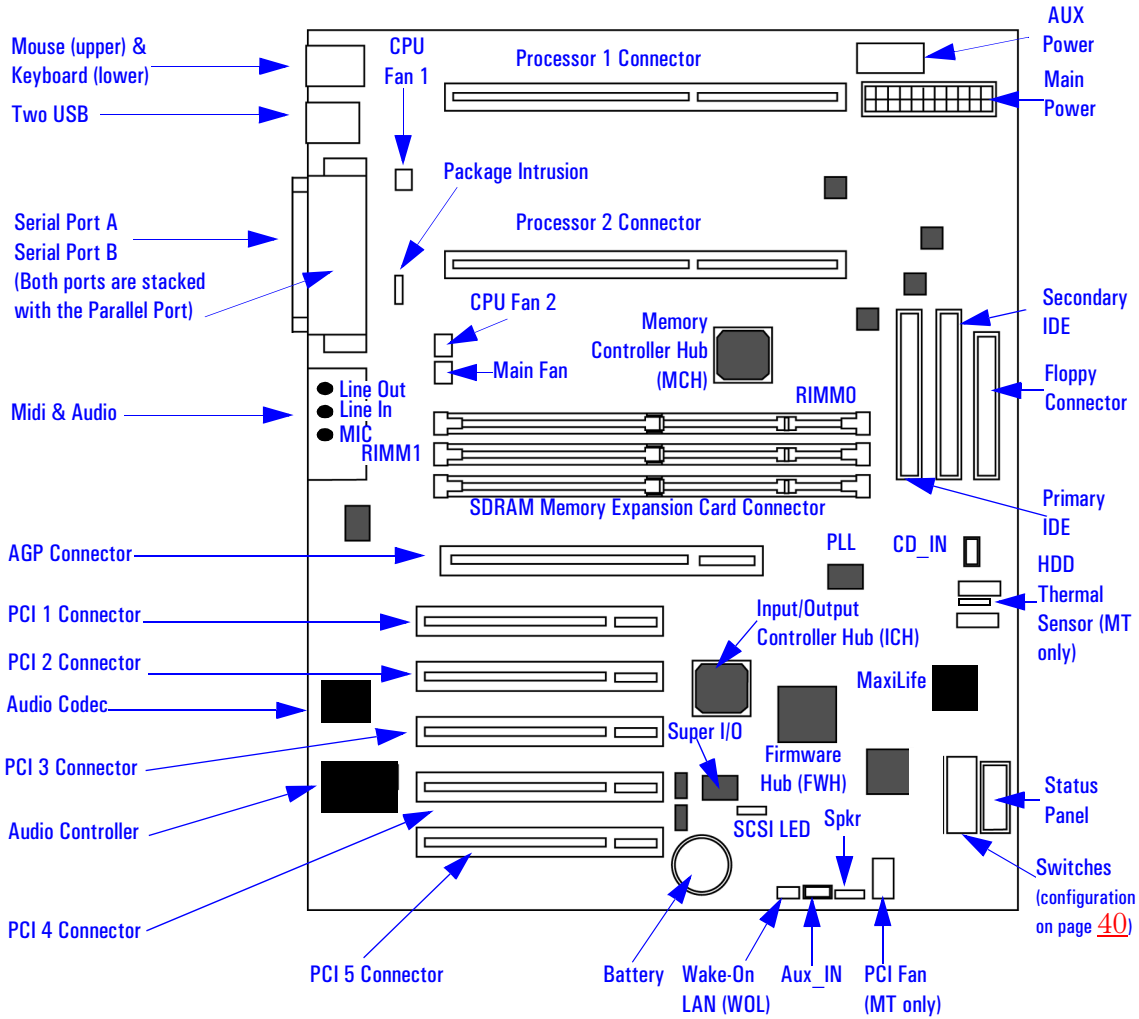 AUX
Power
Mouse (upper) &
Keyboard (lower)
CPU
Fan 1
Processor 1 Connector
Main
Power
Two USB
Package Intrusion
Serial Port A
Serial Port B
(Both ports are stacked
with the Parallel Port)
Processor 2 Connector
CPU Fan 2
Main Fan
Memory
Controller Hub
(MCH)
Secondary
IDE
Floppy
Connector
Midi & Audio
Line Out
Line In
MIC
RIMM0
RIMM1
SDRAM Memory Expansion Card Connector
Primary
IDE
AGP Connector
PLL
CD_IN
HDD
Thermal
Sensor (MT
only)
PCI 1 Connector
Input/Output
Controller Hub (ICH)
PCI 2 Connector
MaxiLife
Audio Codec
Super I/O
Firmware
Hub (FWH)
PCI 3 Connector
Status
Panel
Audio Controller
SCSI LED
Spkr
Switches
(configuration
on page 40)
PCI 4 Connector
PCI 5 Connector
Battery
Wake-On
LAN (WOL)
Aux_IN
PCI Fan
(MT only)